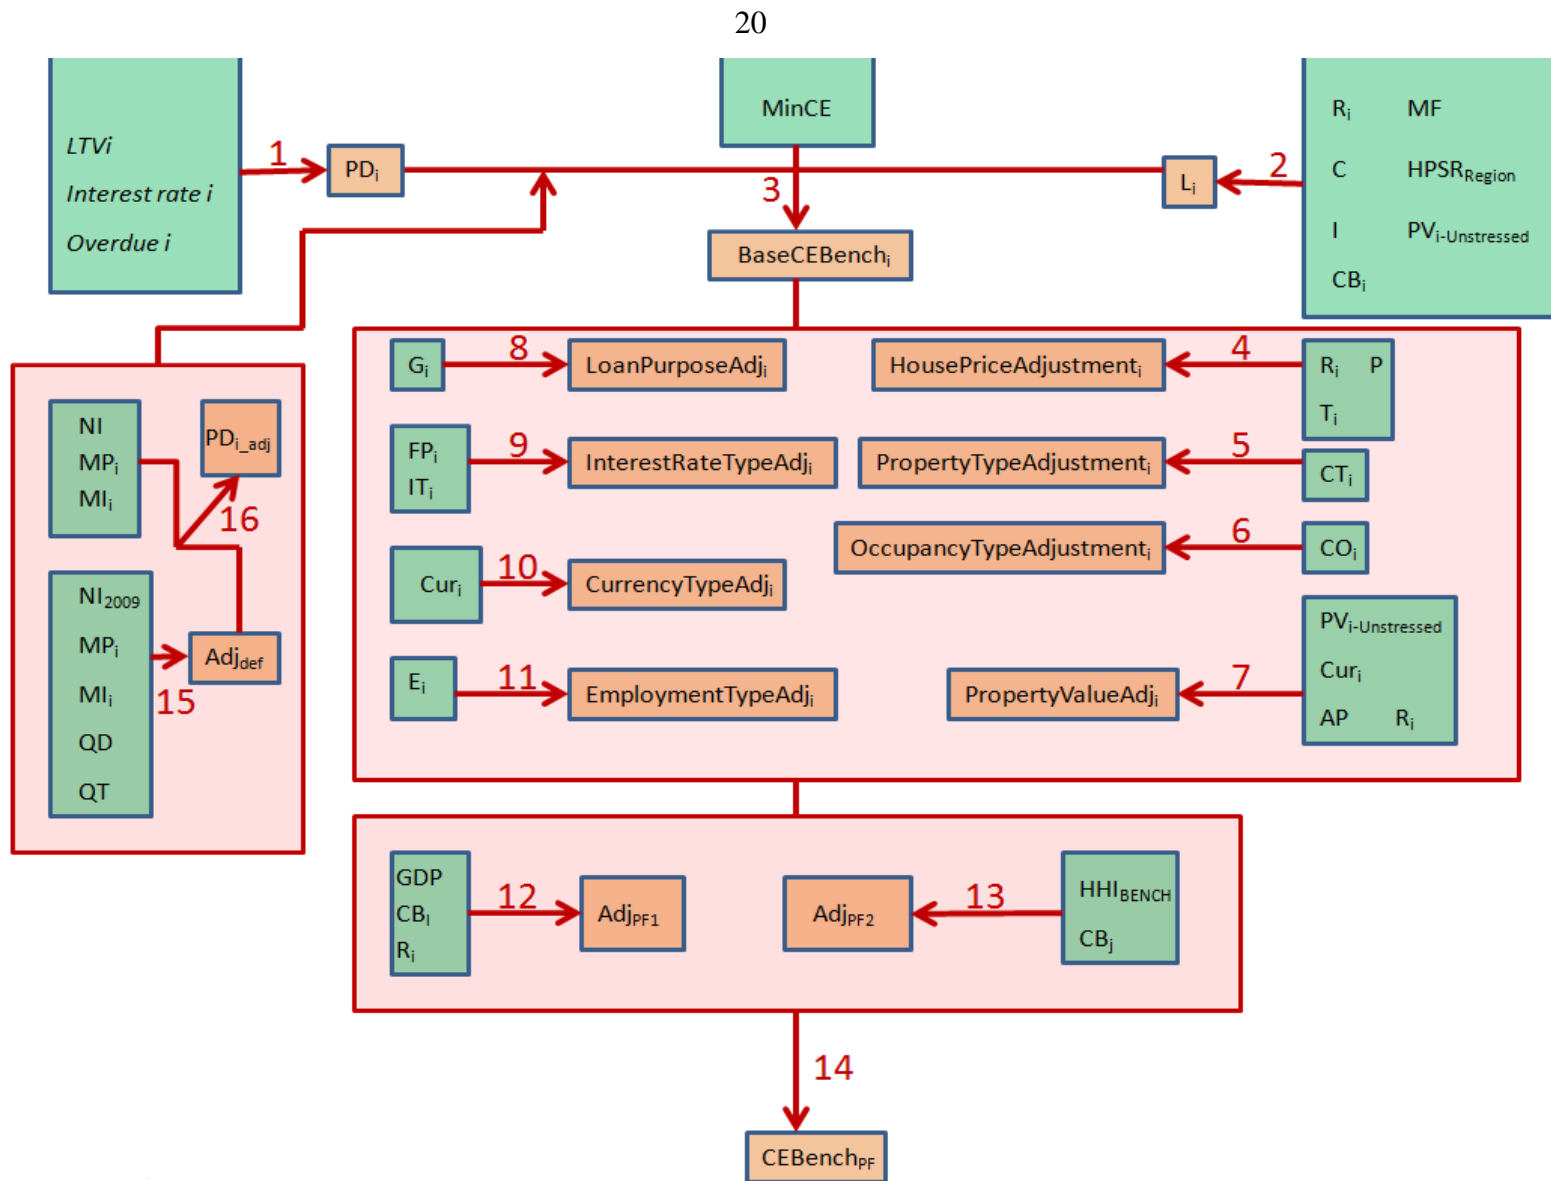 20
LTVi
Interest rate i
Overdue i
1
PDi
MinCE
3
BaseCEBenchi
Li
2
Ri MF
C HPSRRegion
I PVi-Unstressed
CBi
NI
MPi
MIi
PDi_adj
16
NI2009
MPi
MIi
QD
QT
15
Adjdef
Gi
8
LoanPurposeAdji
HousePriceAdjustmenti
4
Ri P
Ti
FPi
ITi
9
InterestRateTypeAdji
PropertyTypeAdjustmenti
5
CTi
OccupancyTypeAdjustmenti
6
COi
Curi
10
CurrencyTypeAdji
Ei
11
EmploymentTypeAdji
PropertyValueAdji
7
PVi-Unstressed
Curi
AP Ri
GDP
CBI
Ri
12
AdjPF1
AdjPF2
13
HHIBENCH
CBj
14
CEBenchPF